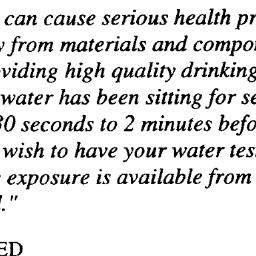 can cause serious health pr
from materials and compo
viding high quality drinking
water has been sitting for se
30 seconds to 2 minutes befo
wish to have your water tes
exposure is available from
."
ED